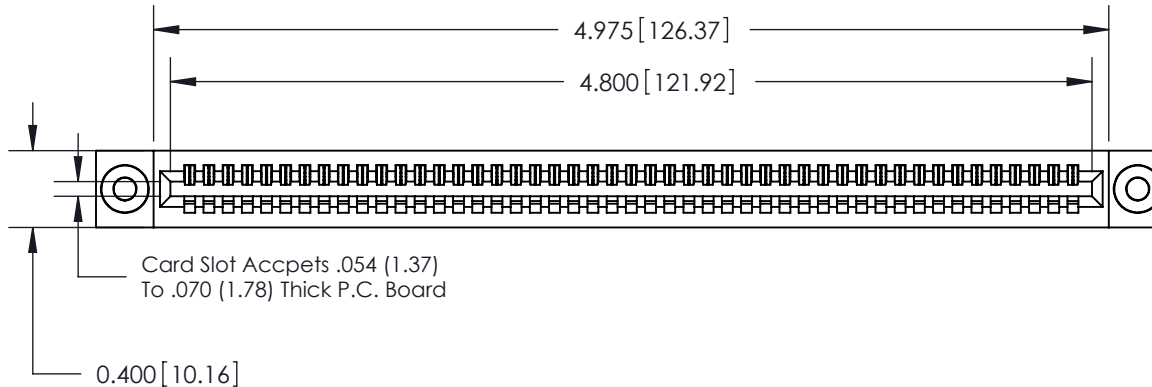 4.975 [126.37]
4.800 [121.92]
Card Slot Accpets .054 (1.37)
To .070 (1.78) Thick P.C. Board
0.400 [10.16]